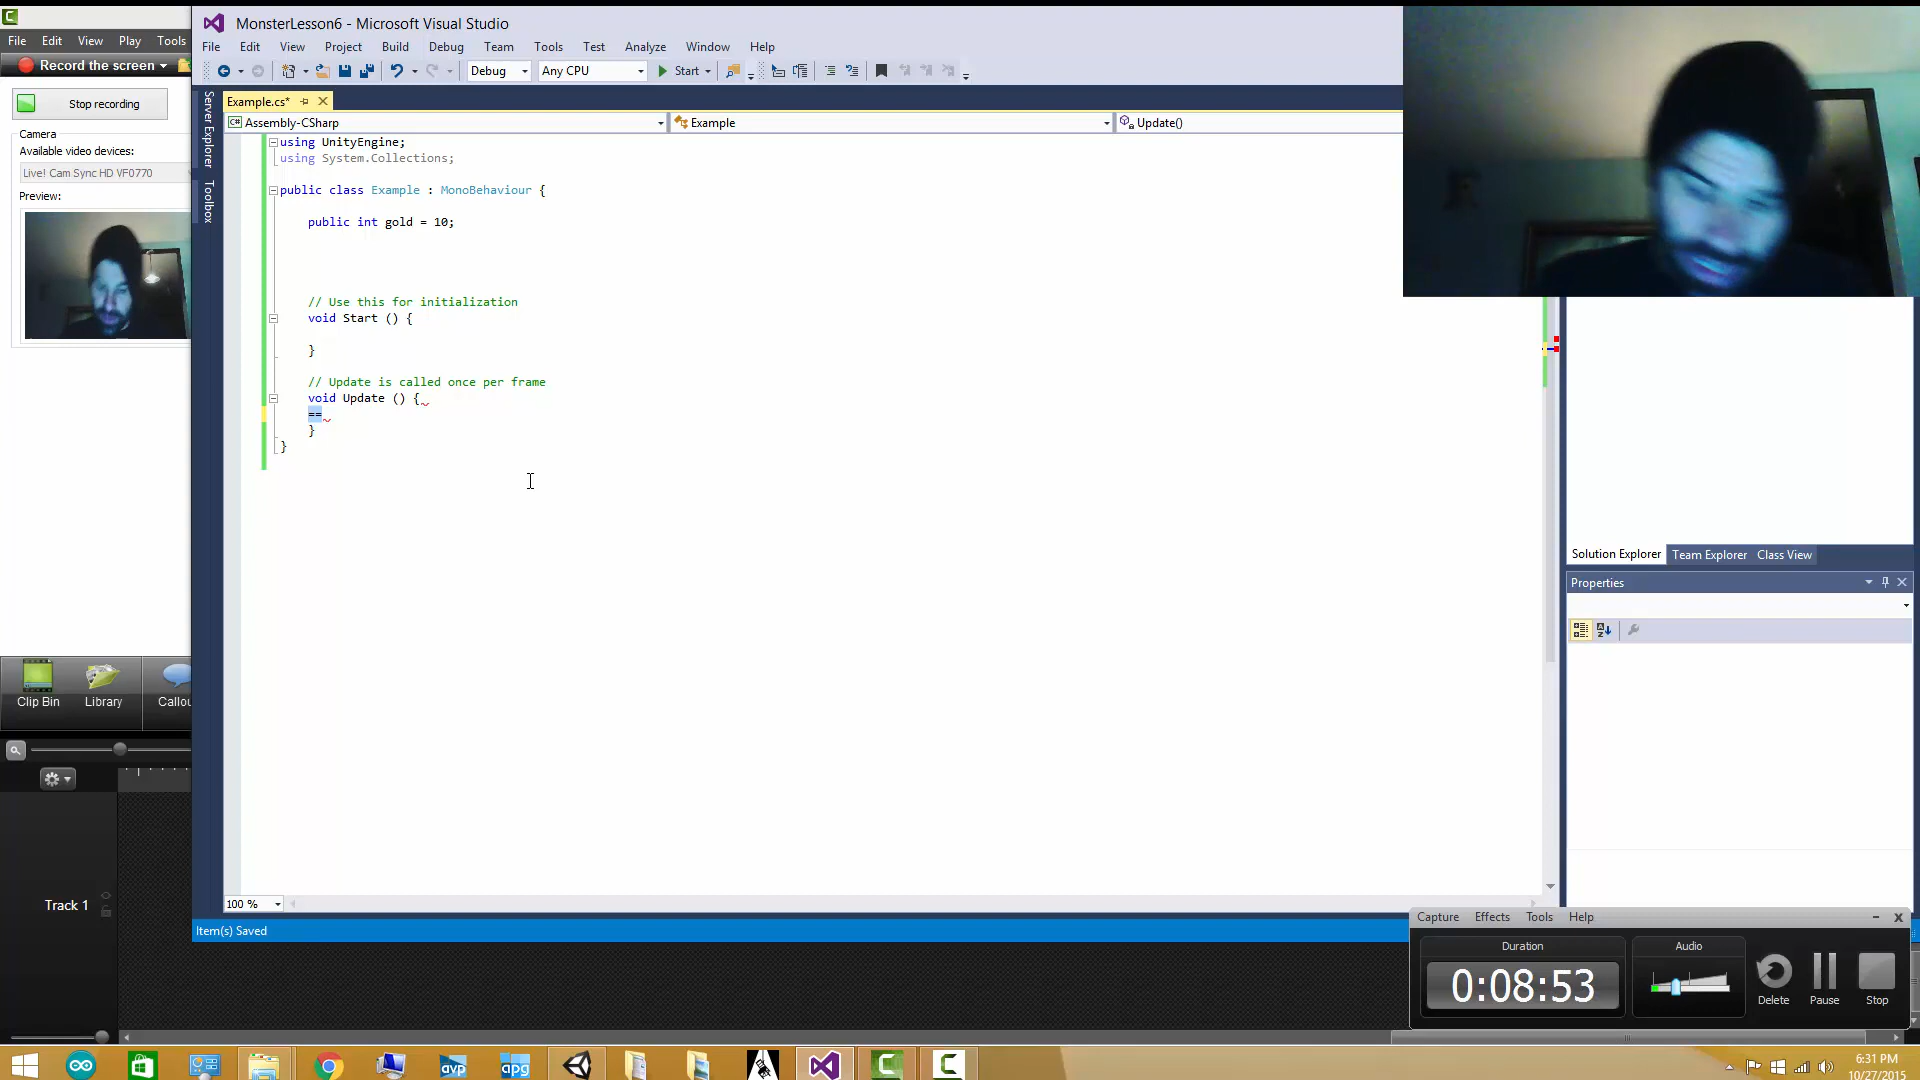 MonsterLesson6 - Microsoft Visual Studio
File Edit View Play Tools
File Edit View Project Build Debug Team Tools Test Analyze Window Help
Record the screen
Debug Any CPU Start
Stop recording
Example.cs*
Assembly-CSharp Example Update()
Camera
Available video devices:
Live! Cam Sync HD VF0770
Preview:
Server Explorer
Toolbox
using UnityEngine;
using System.Collections;
public class Example : MonoBehaviour {
public int gold = 10;
// Use this for initialization
void Start () {
}
// Update is called once per frame
void Update () {
==
}
}
Solution Explorer Team Explorer Class View
Properties
Clip Bin Library Callou
Track 1
100 %
Item(s) Saved
Capture Effects Tools Help
Duration Audio
0:08:53
Delete Pause Stop
avp apg
6:31 PM
10/27/2015